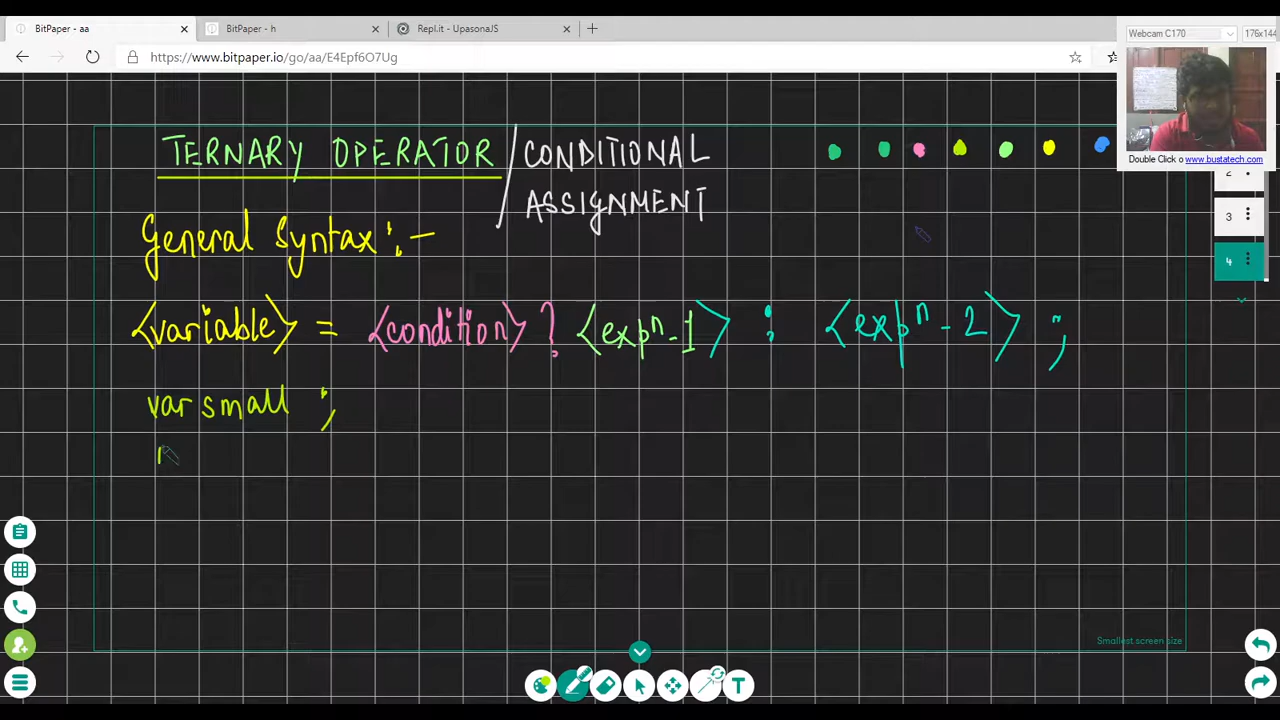 BitPaper - aa
BitPaper - h
Repl.it - UpasonaJS
https://www.bitpaper.io/go/aa/E4Epf6O7Ug
Webcam C170
176x144
Double Click o www.bustatech.com
TERNARY OPERATOR / CONDITIONAL
ASSIGNMENT
General Syntax :-
<variable> = <condition> ? <expⁿ-1> : <expⁿ-2> ;
var small ;
2
3
4
Smallest screen size
T